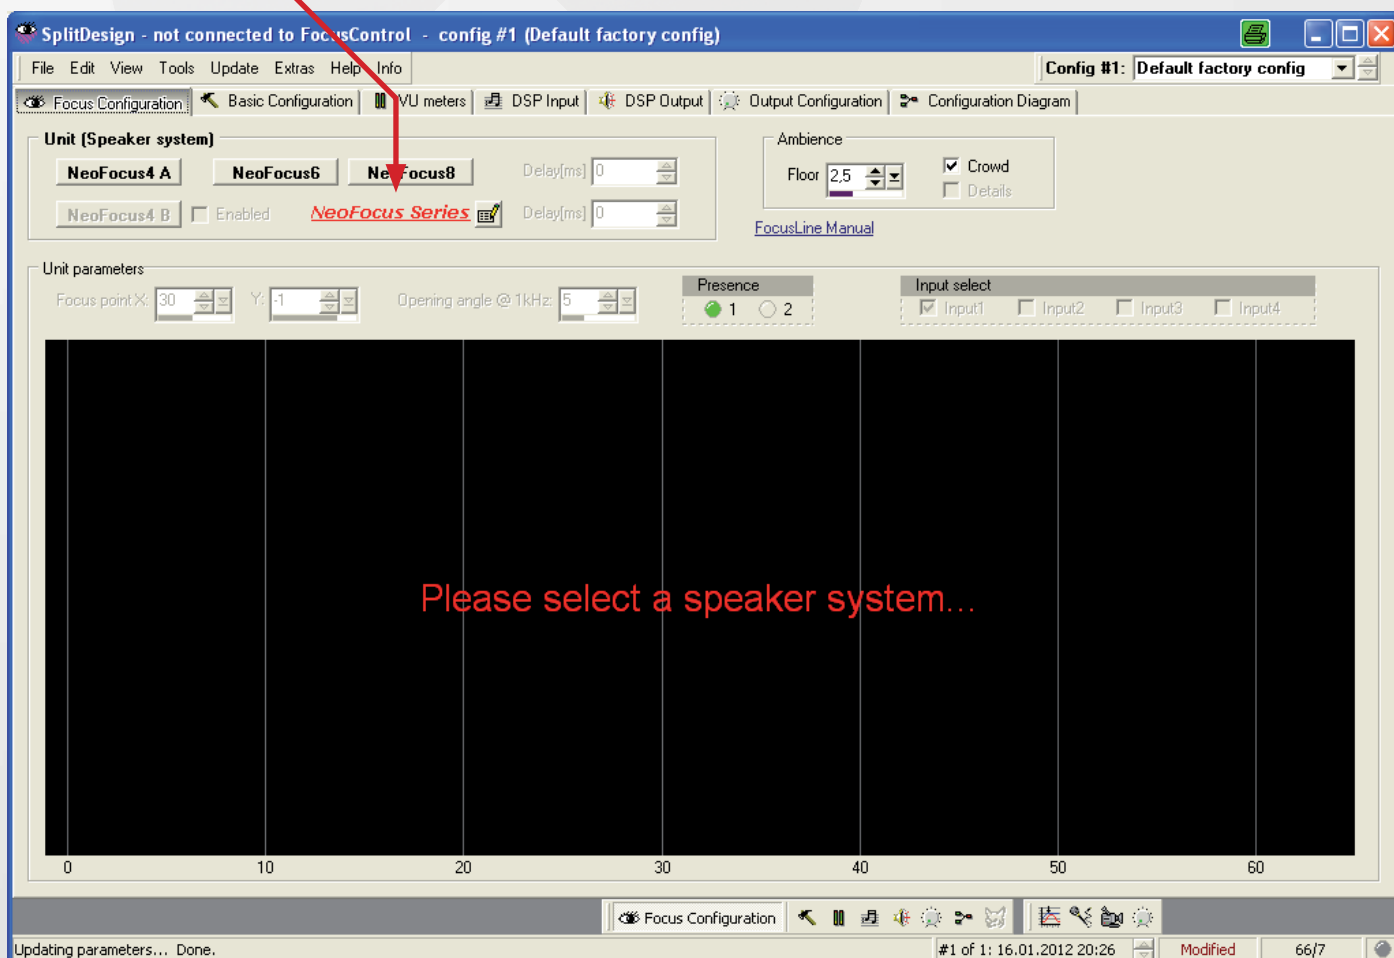 SplitDesign - not connected to FocusControl - config #1 (Default factory config)
File Edit View Tools Update Extras Help Info
Config #1: Default factory config
Focus Configuration Basic Configuration VU meters DSP Input DSP Output Output Configuration Configuration Diagram
Unit (Speaker system)
Ambience
NeoFocus4 A NeoFocus6 NeoFocus8 Delay[ms] 0
Floor 2,5 Crowd
Details
NeoFocus4 B Enabled NeoFocus Series Delay[ms] 0
FocusLine Manual
Unit parameters
Presence
Input select
Focus point X: 30 Y: -1 Opening angle @ 1kHz: 5
1 2
Input1 Input2 Input3 Input4
Please select a speaker system...
0 10 20 30 40 50 60
Focus Configuration
Updating parameters... Done.
#1 of 1: 16.01.2012 20:26 Modified 66/7